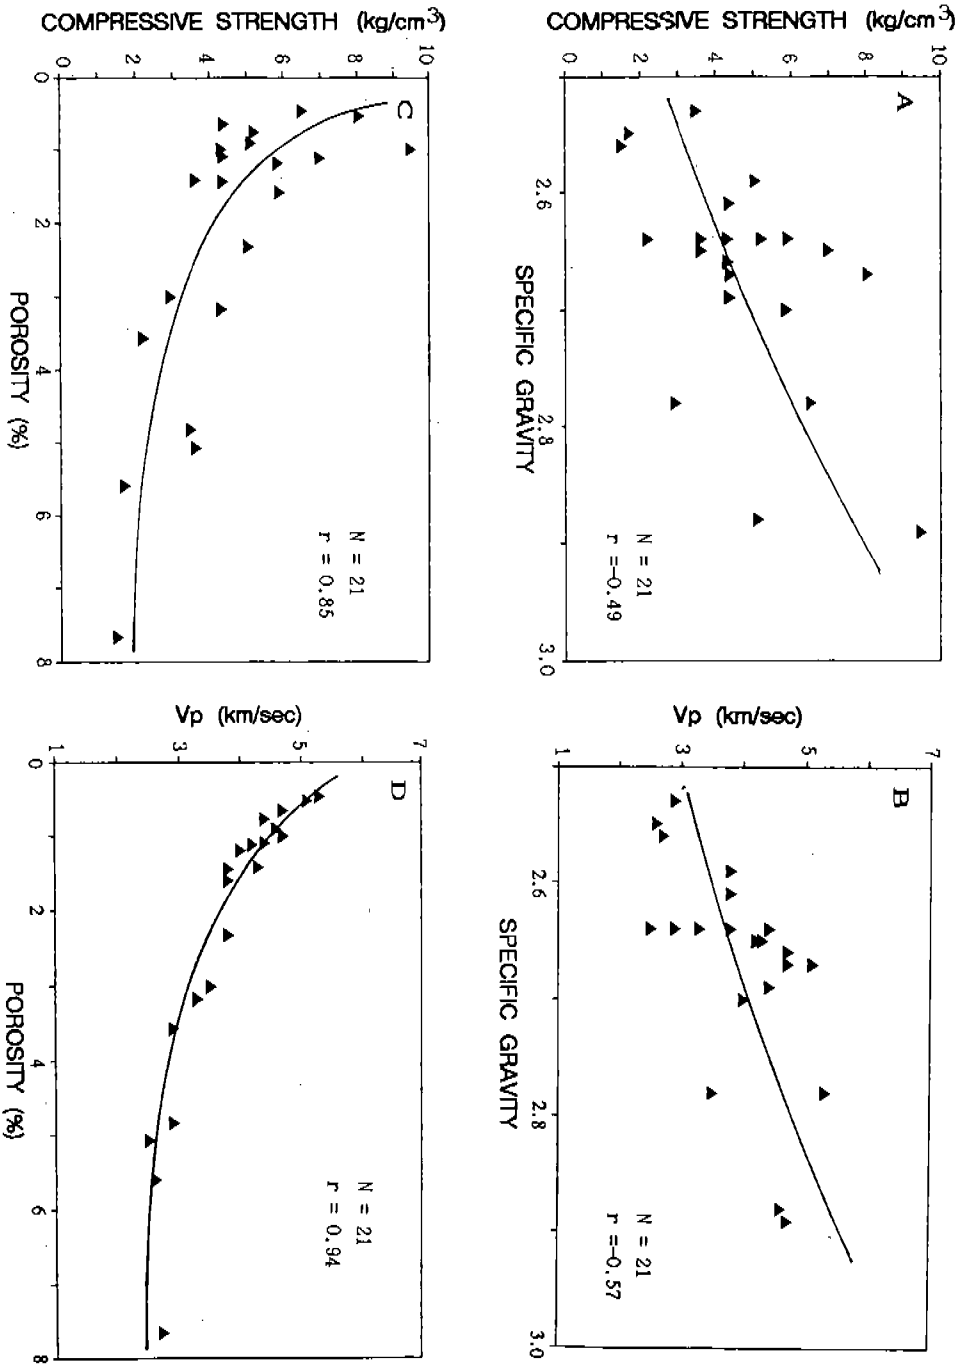 COMPRESSIVE STRENGTH (kg/cm³)
0 2 4 6 8 10
A
2.6
2.8
3.0
SPECIFIC GRAVITY
N = 21
r =-0.49
Vp (km/sec)
1 3 5 7
B
2.6
2.8
3.0
SPECIFIC GRAVITY
N = 21
r =-0.57
COMPRESSIVE STRENGTH (kg/cm³)
0 2 4 6 8 10
C
0 2 4 6 8
POROSITY (%)
N = 21
r = 0.85
Vp (km/sec)
1 3 5 7
D
0 2 4 6 8
POROSITY (%)
N = 21
r = 0.94